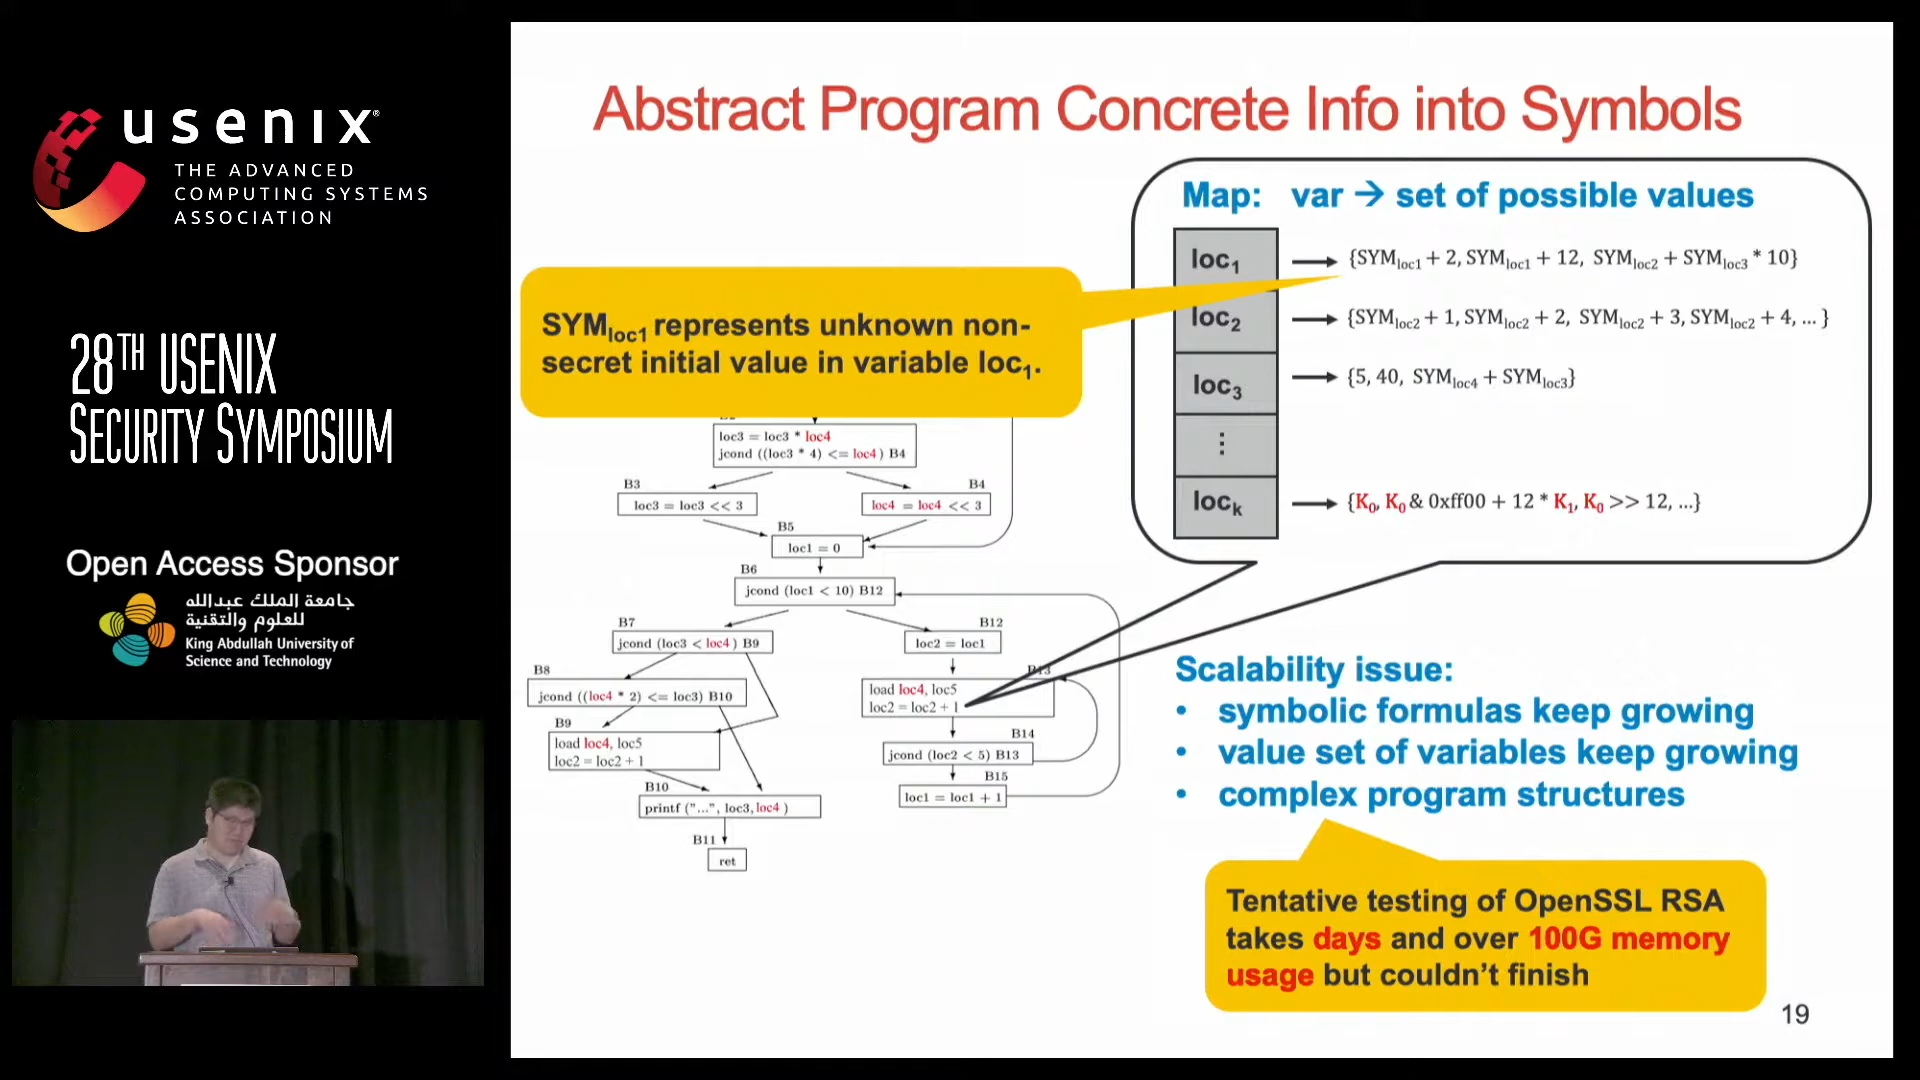 usenix®
THE ADVANCED
COMPUTING SYSTEMS
ASSOCIATION
28TH USENIX
SECURITY SYMPOSIUM
Open Access Sponsor
جامعة الملك عبدالله
للعلوم والتقنية
King Abdullah University of
Science and Technology
Abstract Program Concrete Info into Symbols
Map: var → set of possible values
loc1 → {SYMloc1 + 2, SYMloc1 + 12, SYMloc2 + SYMloc3 * 10}
loc2 → {SYMloc2 + 1, SYMloc2 + 2, SYMloc2 + 3, SYMloc2 + 4, ... }
loc3 → {5, 40, SYMloc4 + SYMloc3}
⋮
lock → {K0, K0 & 0xff00 + 12 * K1, K0 >> 12, ...}
SYMloc1 represents unknown non-
secret initial value in variable loc1.
loc3 = loc3 * loc4
jcond ((loc3 * 4) <= loc4) B4
B3
loc3 = loc3 << 3
B4
loc4 = loc4 << 3
B5
loc1 = 0
B6
jcond (loc1 < 10) B12
B7
jcond (loc3 < loc4) B9
B12
loc2 = loc1
B8
jcond ((loc4 * 2) <= loc3) B10
B13
load loc4, loc5
loc2 = loc2 + 1
B9
load loc4, loc5
loc2 = loc2 + 1
B14
jcond (loc2 < 5) B13
B15
loc1 = loc1 + 1
B10
printf ("...", loc3, loc4 )
B11
ret
Scalability issue:
• symbolic formulas keep growing
• value set of variables keep growing
• complex program structures
Tentative testing of OpenSSL RSA
takes days and over 100G memory
usage but couldn't finish
19